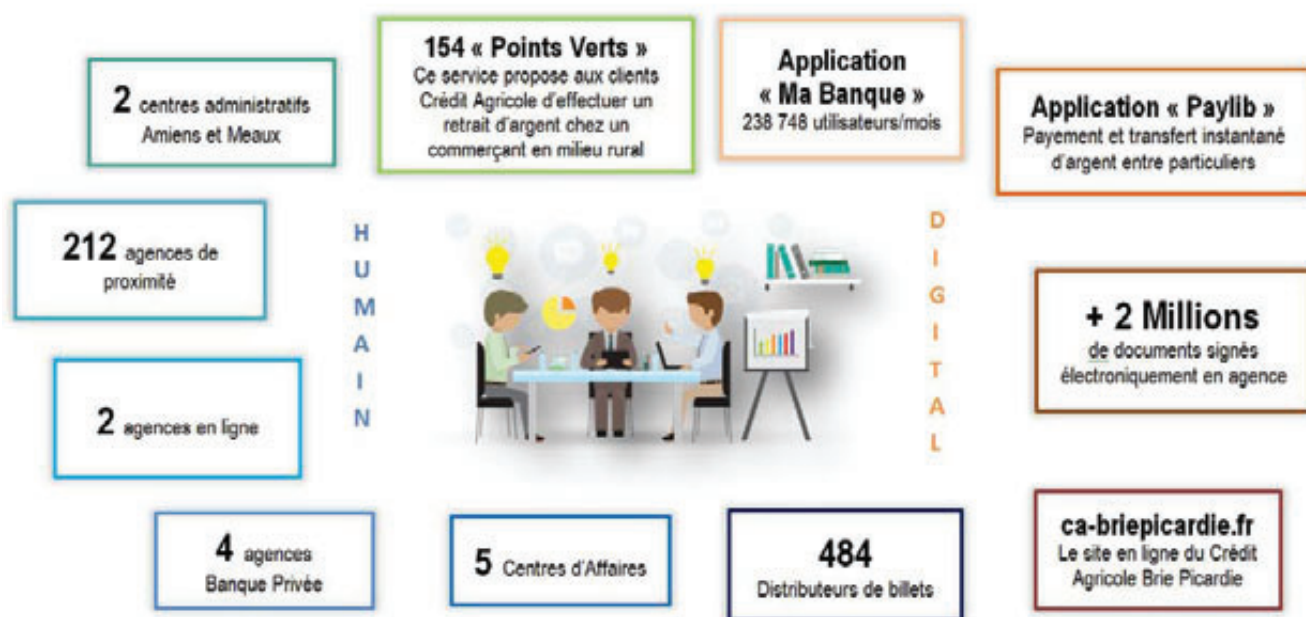 2 centres administratifs
Amiens et Meaux
154 « Points Verts »
Ce service propose aux clients
Crédit Agricole d'effectuer un
retrait d'argent chez un
commerçant en milieu rural
Application
« Ma Banque »
238 748 utilisateurs/mois
Application « Paylib »
Payement et transfert instantané
d'argent entre particuliers
212 agences de
proximité
HUMAIN
DIGITAL
+ 2 Millions
de documents signés
électroniquement en agence
2 agences en ligne
4 agences
Banque Privée
5 Centres d'Affaires
484
Distributeurs de billets
ca-briepicardie.fr
Le site en ligne du Crédit
Agricole Brie Picardie